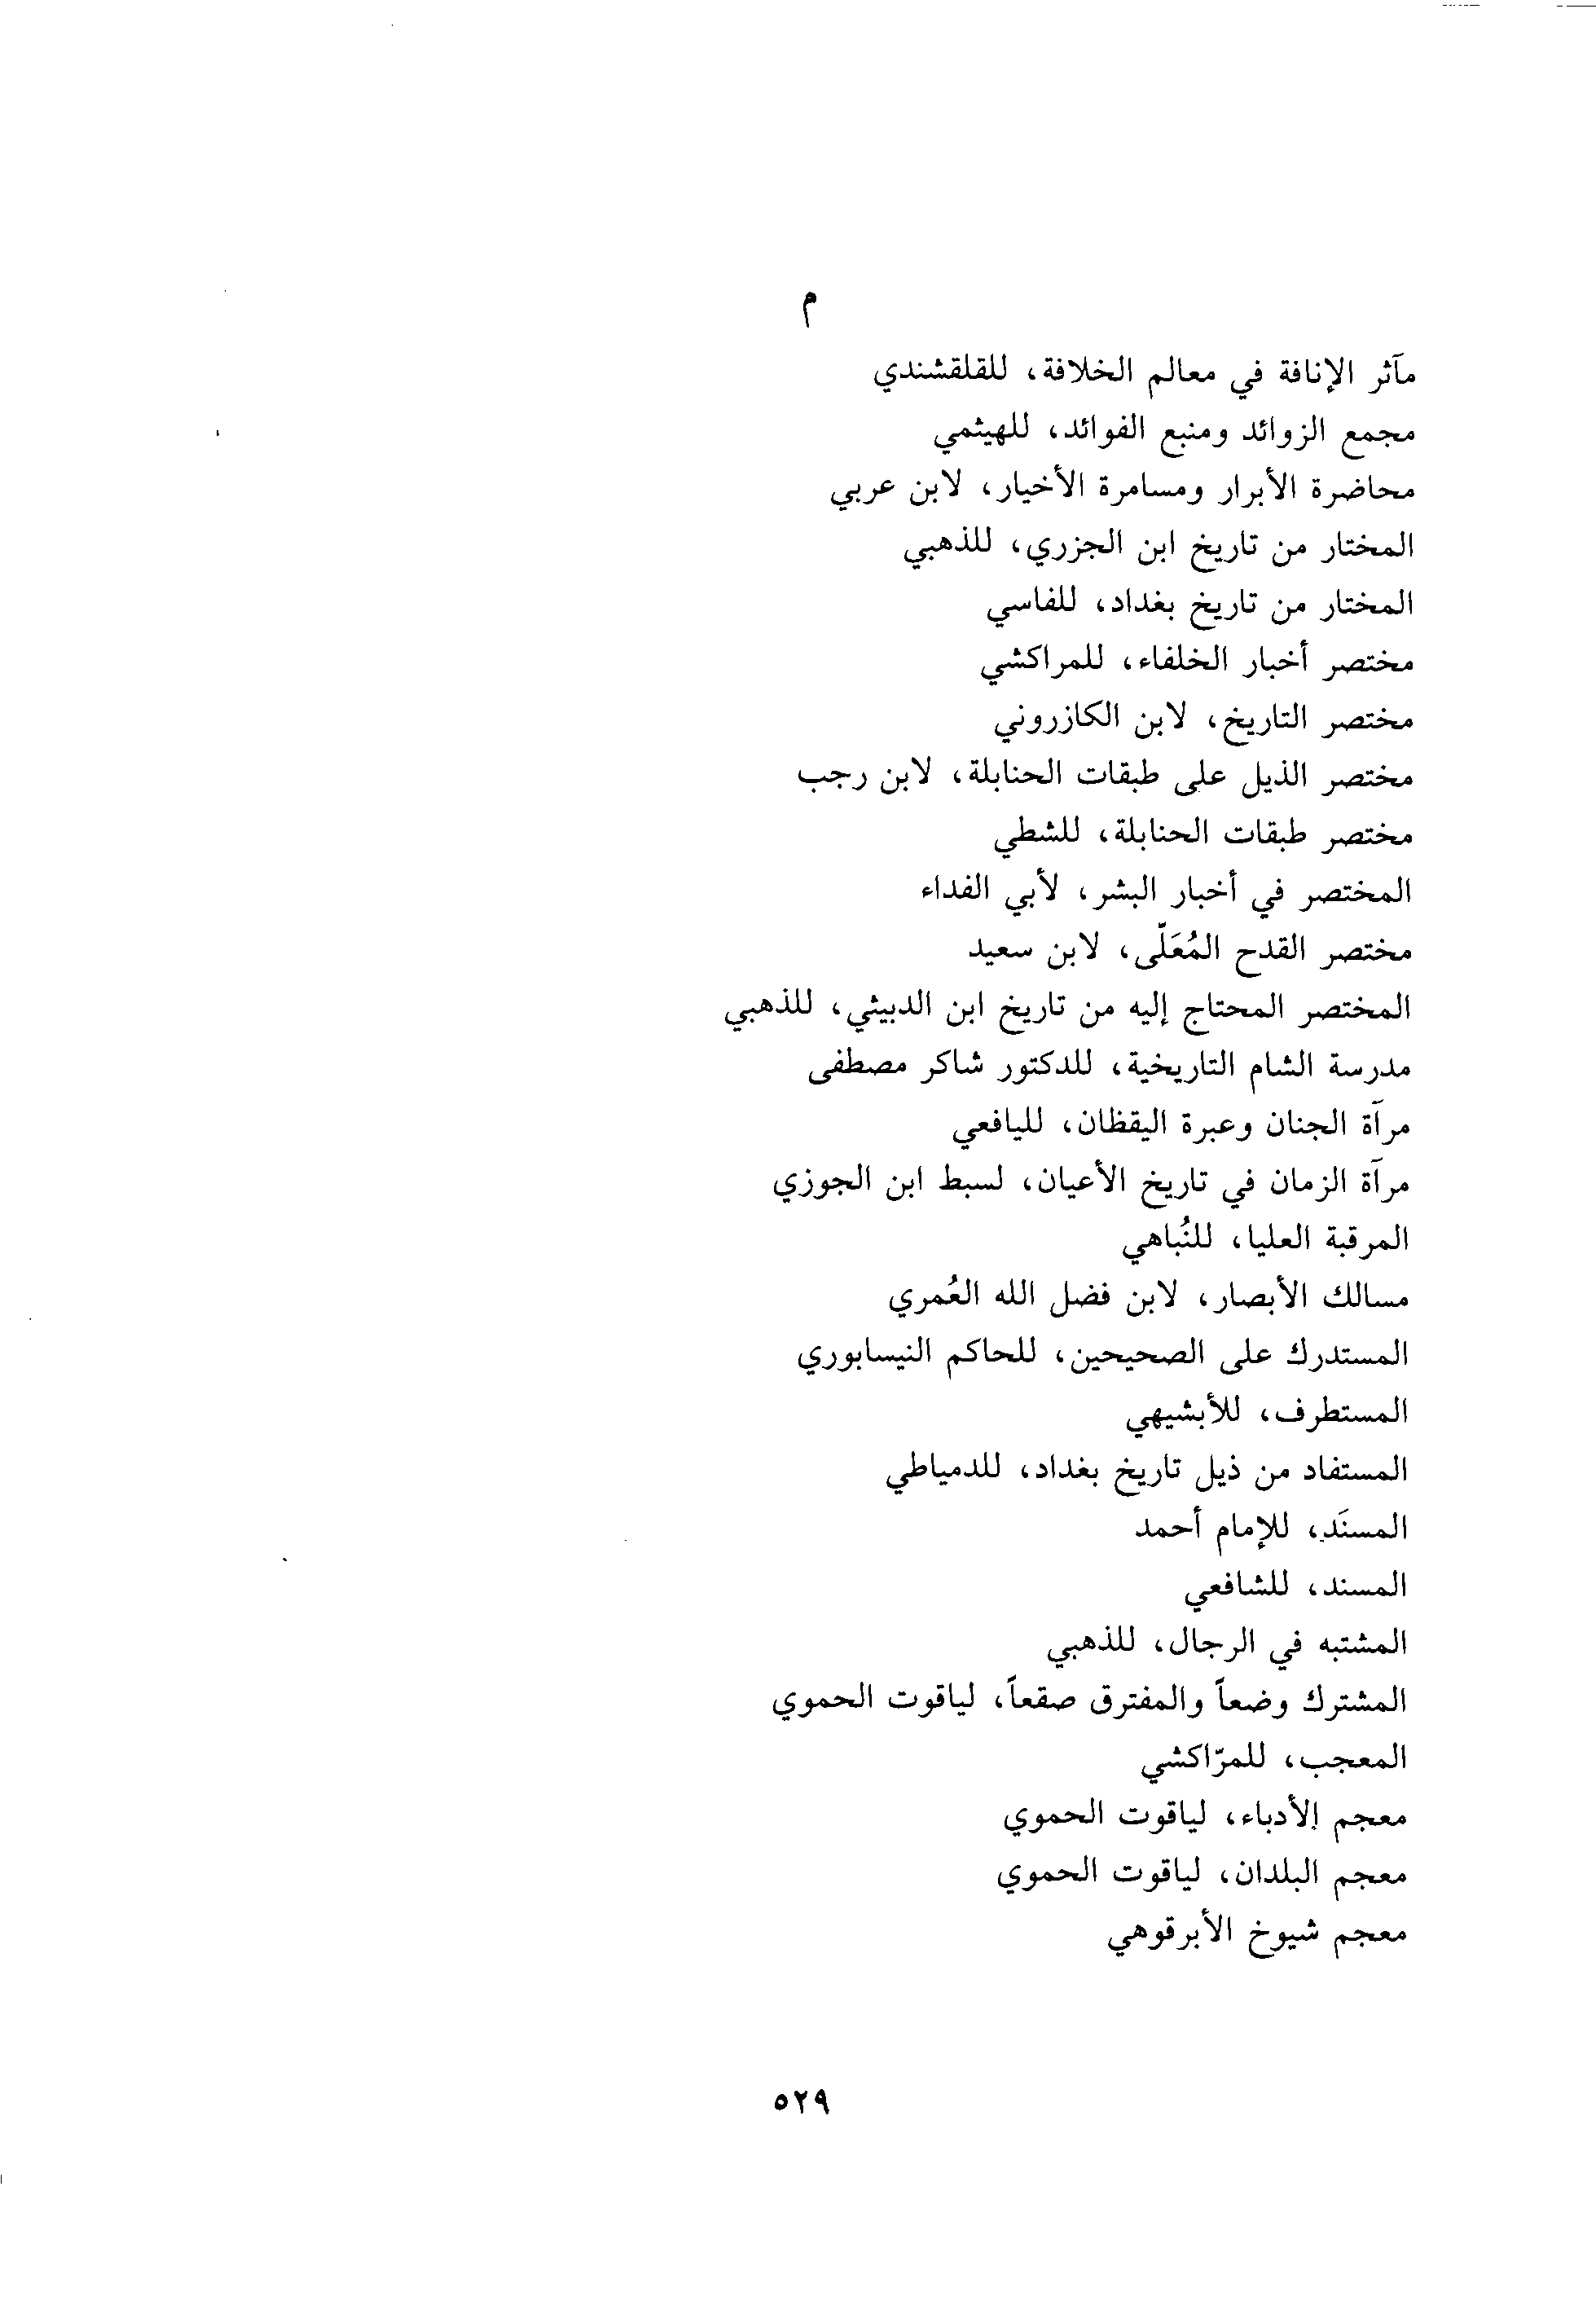 م
مآثر الإنافة في معالم الخلافة، للقلقشندي
مجمع الزوائد ومنبع الفوائد، للهيثمي
محاضرة الأبرار ومسامرة الأخيار، لابن عربي
المختار من تاريخ ابن الجزري، للذهبي
المختار من تاريخ بغداد، للفاسي
مختصر أخبار الخلفاء، للمراكشي
مختصر التاريخ، لابن الكازروني
مختصر الذيل على طبقات الحنابلة، لابن رجب
مختصر طبقات الحنابلة، للشطي
المختصر في أخبار البشر، لأبي الفداء
مختصر القدح المُعَلّى، لابن سعيد
المختصر المحتاج إليه من تاريخ ابن الدبيثي، للذهبي
مدرسة الشام التاريخية، للدكتور شاكر مصطفى
مرآة الجنان وعبرة اليقظان، لليافعي
مرآة الزمان في تاريخ الأعيان، لسبط ابن الجوزي
المرقبة العليا، للنُباهي
مسالك الأبصار، لابن فضل الله العُمري
المستدرك على الصحيحين، للحاكم النيسابوري
المستطرف، للأبشيهي
المستفاد من ذيل تاريخ بغداد، للدمياطي
المسنَد، للإمام أحمد
المسند، للشافعي
المشتبه في الرجال، للذهبي
المشترك وضعاً والمفترق صقعاً، لياقوت الحموي
المعجب، للمرّاكشي
معجم الأدباء، لياقوت الحموي
معجم البلدان، لياقوت الحموي
معجم شيوخ الأبرقوهي
٥٢٩